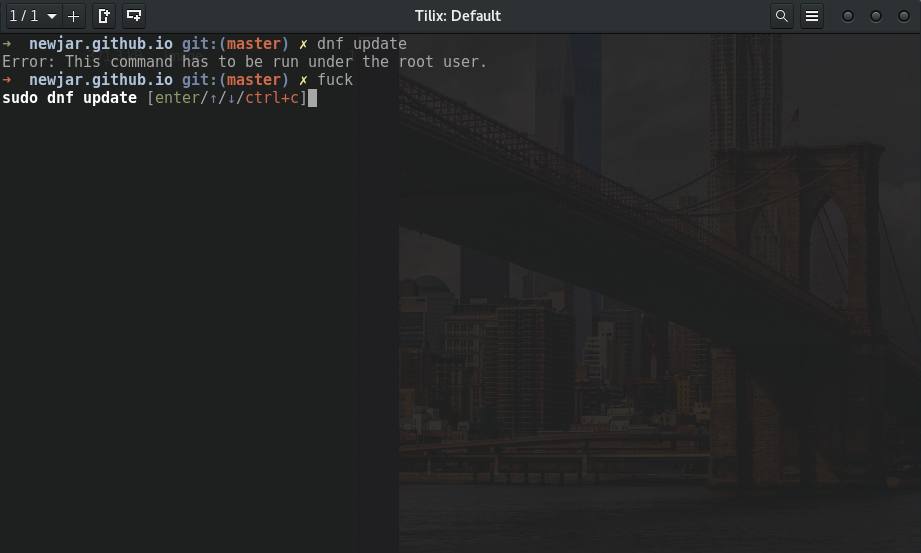 1 / 1
Tilix: Default
➜  newjar.github.io git:(master) ✗ dnf update
Error: This command has to be run under the root user.
➜  newjar.github.io git:(master) ✗ fuck
sudo dnf update [enter/↑/↓/ctrl+c]